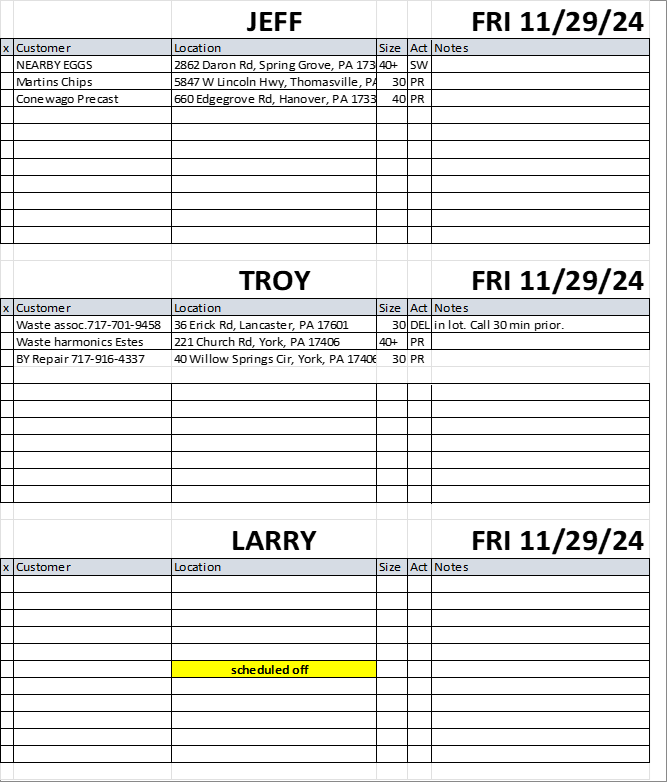 JEFF FRI 11/29/24
x Customer Location Size Act Notes
NEARBY EGGS 2862 Daron Rd, Spring Grove, PA 173 40+ SW
Martins Chips 5847 W Lincoln Hwy, Thomasville, PA 30 PR
Conewago Precast 660 Edgegrove Rd, Hanover, PA 1733 40 PR
TROY FRI 11/29/24
x Customer Location Size Act Notes
Waste assoc.717-701-9458 36 Erick Rd, Lancaster, PA 17601 30 DEL in lot. Call 30 min prior.
Waste harmonics Estes 221 Church Rd, York, PA 17406 40+ PR
BY Repair 717-916-4337 40 Willow Springs Cir, York, PA 17406 30 PR
LARRY FRI 11/29/24
x Customer Location Size Act Notes
scheduled off